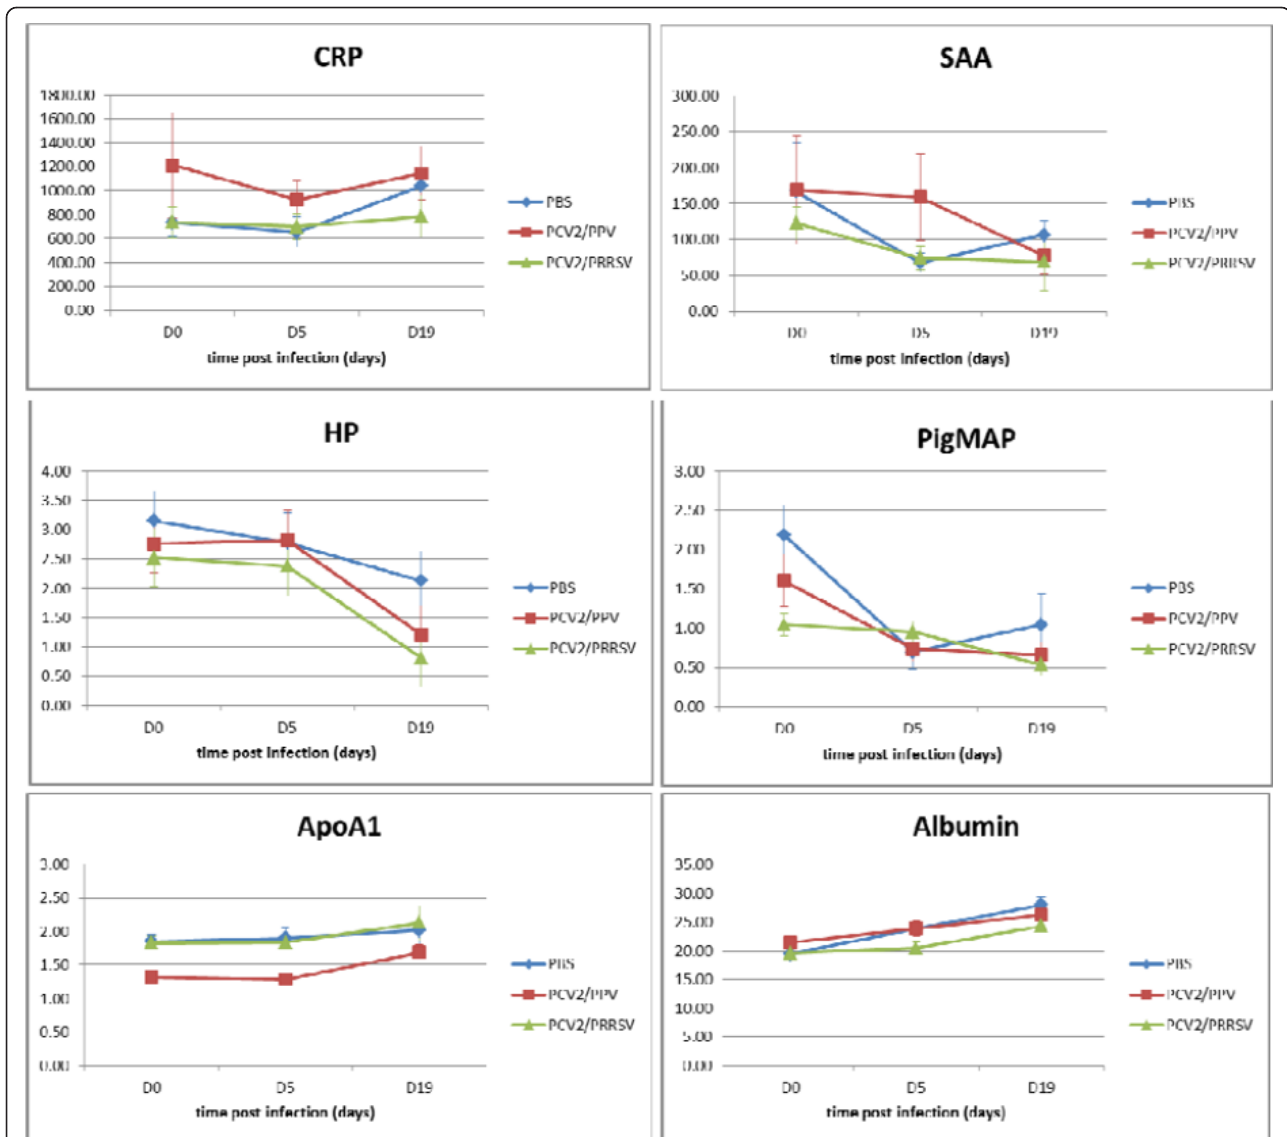 CRP
1800.00
1600.00
1400.00
1200.00
1000.00
800.00
600.00
400.00
200.00
0.00
D0 D5 D19
time post infection (days)
PBS
PCV2/PPV
PCV2/PRRSV
SAA
300.00
250.00
200.00
150.00
100.00
50.00
0.00
D0 D5 D19
time post infection (days)
PBS
PCV2/PPV
PCV2/PRRSV
HP
4.00
3.50
3.00
2.50
2.00
1.50
1.00
0.50
0.00
D0 D5 D19
time post infection (days)
PBS
PCV2/PPV
PCV2/PRRSV
PigMAP
3.00
2.50
2.00
1.50
1.00
0.50
0.00
D0 D5 D19
time post infection (days)
PBS
PCV2/PPV
PCV2/PRRSV
ApoA1
3.00
2.50
2.00
1.50
1.00
0.50
0.00
D0 D5 D19
time post infection (days)
PBS
PCV2/PPV
PCV2/PRRSV
Albumin
35.00
30.00
25.00
20.00
15.00
10.00
5.00
0.00
D0 D5 D19
time post infection (days)
PBS
PCV2/PPV
PCV2/PRRSV